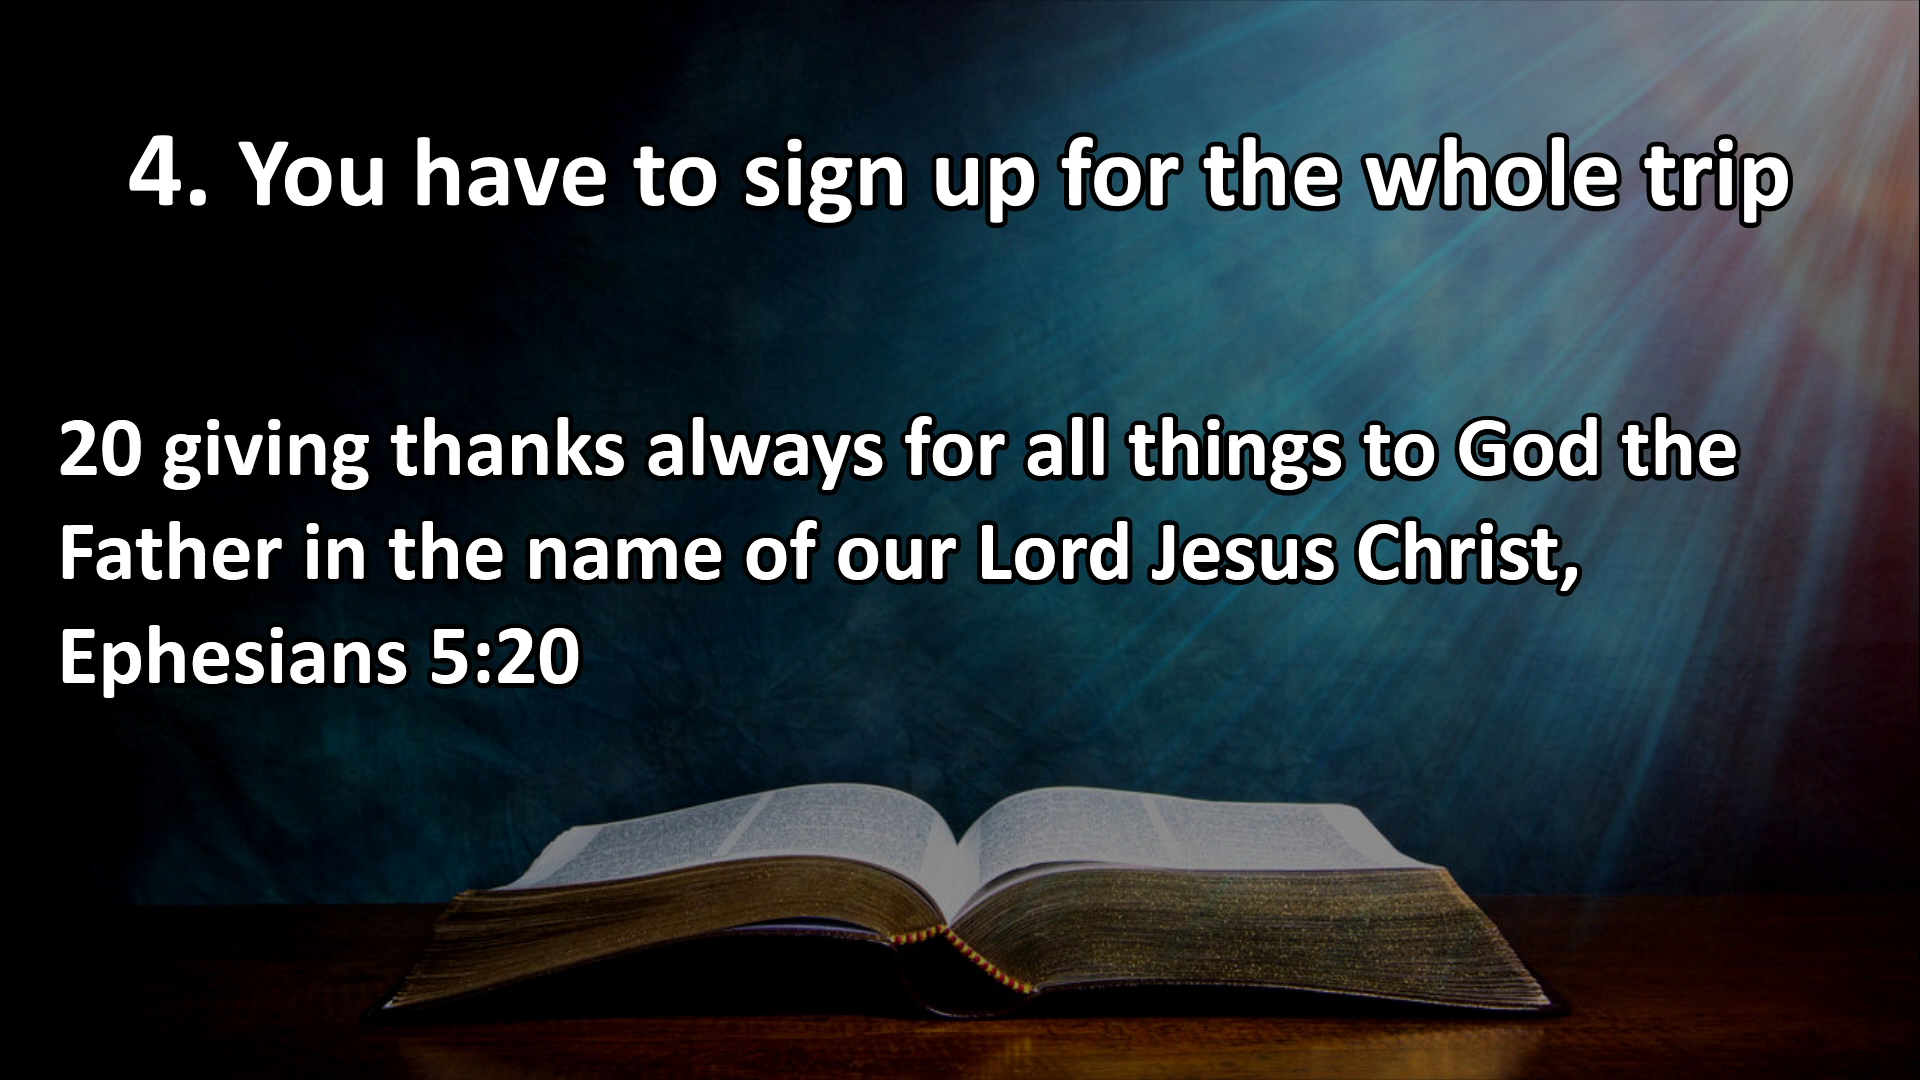 4. You have to sign up for the whole trip
20 giving thanks always for all things to God the
Father in the name of our Lord Jesus Christ,
Ephesians 5:20